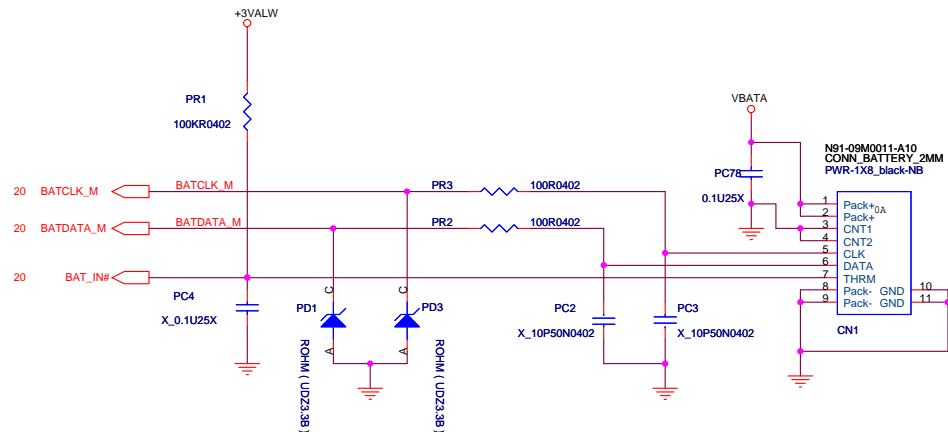 +3VALW
PR1
100KR0402
VBATA
N91-09M0011-A10
CONN_BATTERY_2MM
PWR-1X8_black-NB
PC78
0.1U25X
20 BATCLK_M BATCLK_M PR3 100R0402
20 BATDATA_M BATDATA_M PR2 100R0402
20 BAT_IN#
1 Pack+ 0A
2 Pack+
3 CNT1
4 CNT2
5 CLK
6 DATA
7 THRM
8 Pack- GND 10
9 Pack- GND 11
CN1
PC4
X_0.1U25X
C C
PD1 PD3
A A
ROHM ( UDZ3.3B )
ROHM ( UDZ3.3B )
PC2 PC3
X_10P50N0402 X_10P50N0402